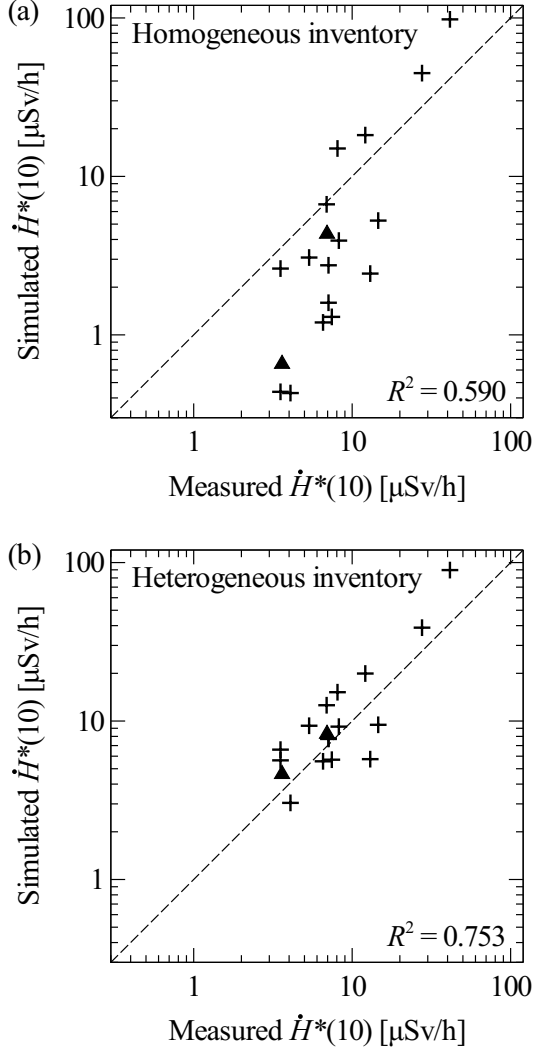 (a)
Homogeneous inventory
100
10
1
Simulated Ḣ*(10) [μSv/h]
R² = 0.590
1 10 100
Measured Ḣ*(10) [μSv/h]
(b)
Heterogeneous inventory
100
10
1
Simulated Ḣ*(10) [μSv/h]
R² = 0.753
1 10 100
Measured Ḣ*(10) [μSv/h]